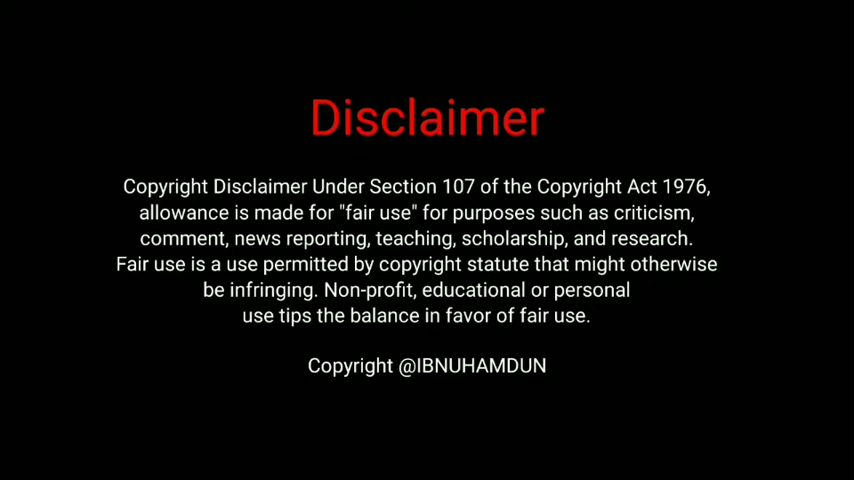 Disclaimer
Copyright Disclaimer Under Section 107 of the Copyright Act 1976,
allowance is made for "fair use" for purposes such as criticism,
comment, news reporting, teaching, scholarship, and research.
Fair use is a use permitted by copyright statute that might otherwise
be infringing. Non-profit, educational or personal
use tips the balance in favor of fair use.
Copyright @IBNUHAMDUN